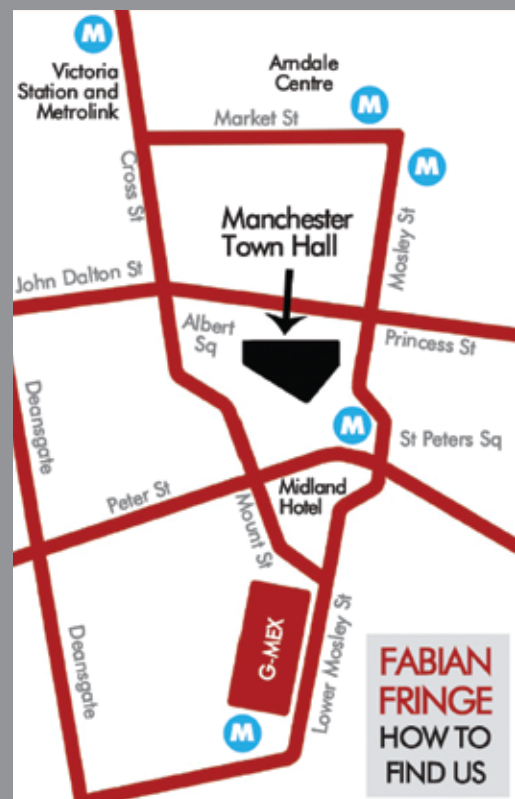 M
Victoria
Station and
Metrolink
Arndale
Centre
M
Market St
M
Cross St
Mosley St
Manchester
Town Hall
John Dalton St
Albert
Sq
Princess St
Deansgate
M
St Peters Sq
Peter St
Midland
Hotel
Mount St
G-MEX
Lower Mosley St
Deansgate
M
FABIAN
FRINGE
HOW TO
FIND US